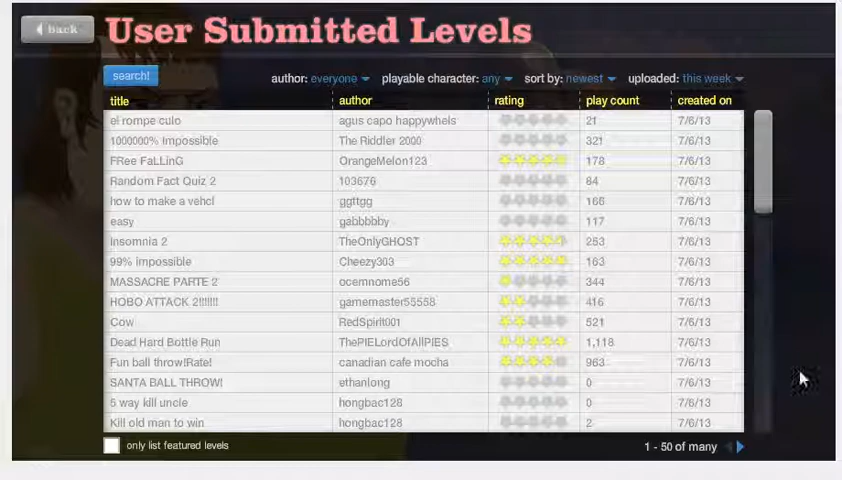 back
User Submitted Levels
search!
author: everyone playable character: any sort by: newest uploaded: this week
title author rating play count created on
el rompe culo agus capo happywhels 21 7/6/13
1000000% Impossible The Riddler 2000 321 7/6/13
FRee FaLLinG OrangeMelon123 178 7/6/13
Random Fact Quiz 2 103676 84 7/6/13
how to make a vehcl ggttgg 166 7/6/13
easy gabbbbby 117 7/6/13
Insomnia 2 TheOnlyGHOST 253 7/6/13
99% impossible Cheezy303 163 7/6/13
MASSACRE PARTE 2 ocemnome56 344 7/6/13
HOBO ATTACK 2!!!!!!! gamemaster55558 416 7/6/13
Cow RedSpirit001 521 7/6/13
Dead Hard Bottle Run ThePIELordOfAllPIES 1,118 7/6/13
Fun ball throw!Rate! canadian cafe mocha 963 7/6/13
SANTA BALL THROW! ethanlong 0 7/6/13
5 way kill uncle hongbac128 0 7/6/13
Kill old man to win hongbac128 2 7/6/13
only list featured levels 1 - 50 of many